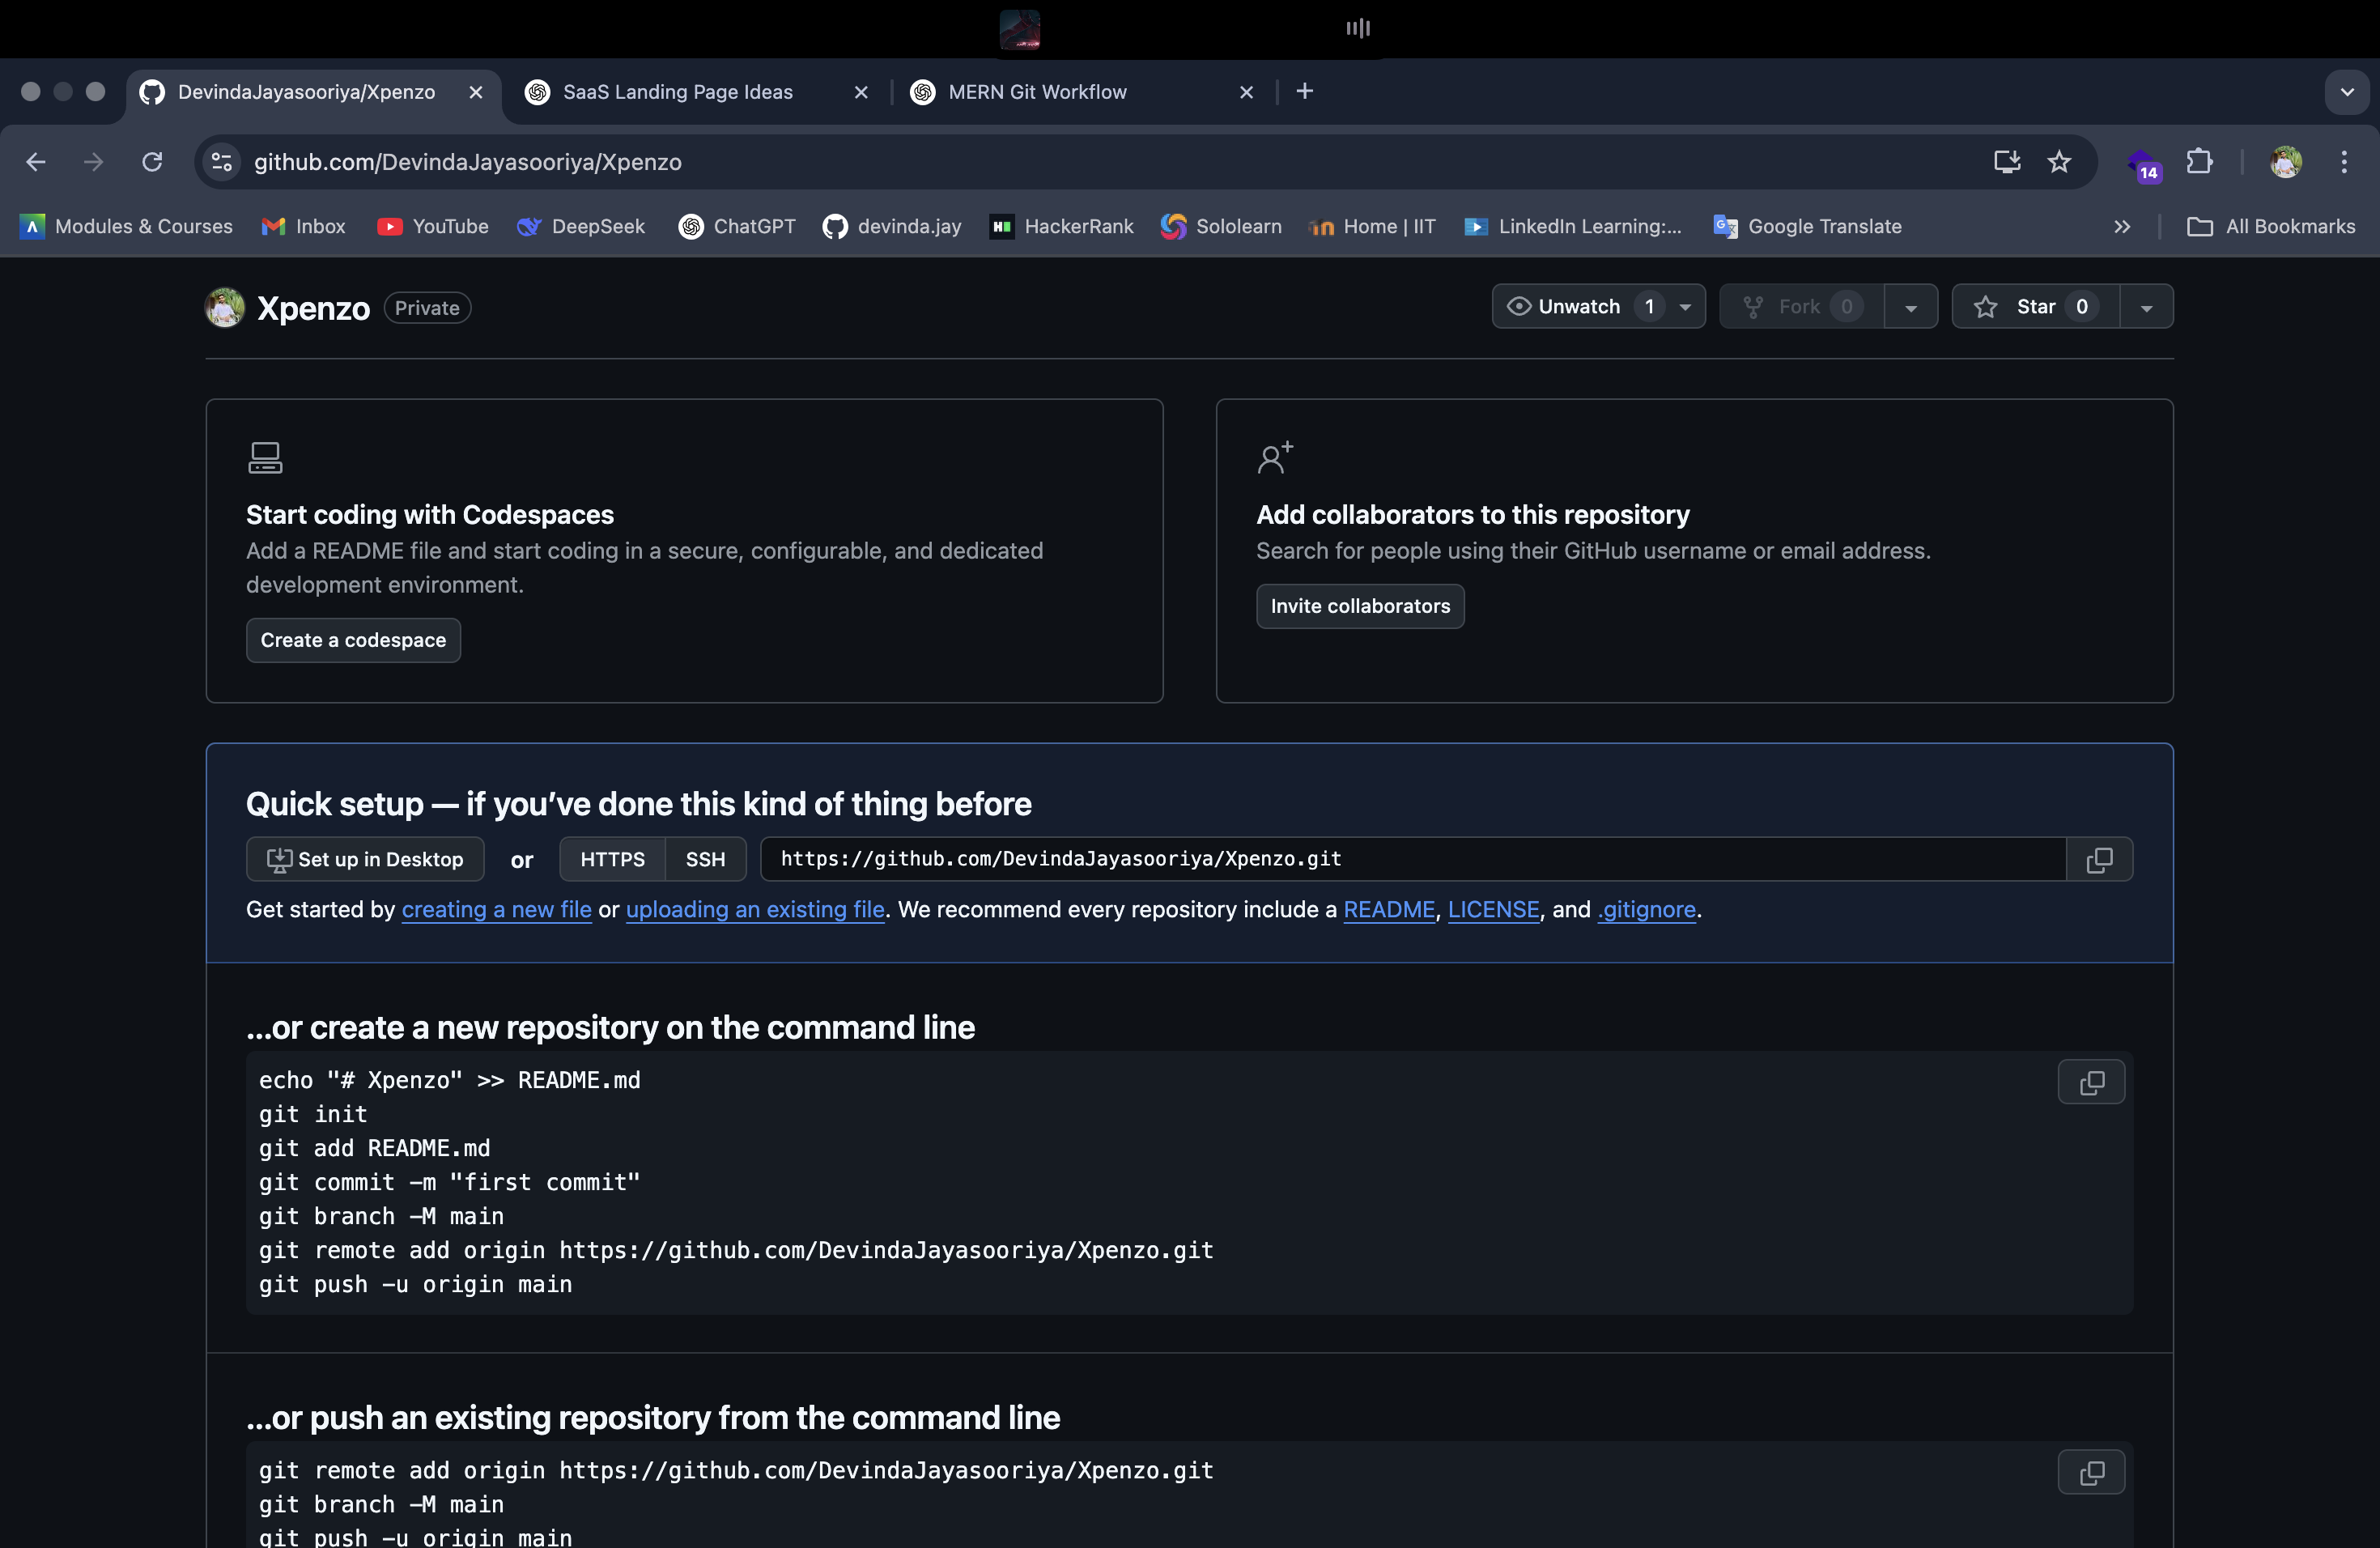 DevindaJayasooriya/Xpenzo
SaaS Landing Page Ideas
MERN Git Workflow
github.com/DevindaJayasooriya/Xpenzo
14
Modules & Courses
Inbox
YouTube
DeepSeek
ChatGPT
devinda.jay
HackerRank
Sololearn
Home | IIT
LinkedIn Learning:...
Google Translate
All Bookmarks
Xpenzo Private
Unwatch 1
Fork 0
Star 0
Start coding with Codespaces
Add a README file and start coding in a secure, configurable, and dedicated
development environment.
Create a codespace
Add collaborators to this repository
Search for people using their GitHub username or email address.
Invite collaborators
Quick setup — if you’ve done this kind of thing before
Set up in Desktop or HTTPS SSH https://github.com/DevindaJayasooriya/Xpenzo.git
Get started by creating a new file or uploading an existing file. We recommend every repository include a README, LICENSE, and .gitignore.
…or create a new repository on the command line
echo "# Xpenzo" >> README.md
git init
git add README.md
git commit -m "first commit"
git branch -M main
git remote add origin https://github.com/DevindaJayasooriya/Xpenzo.git
git push -u origin main
…or push an existing repository from the command line
git remote add origin https://github.com/DevindaJayasooriya/Xpenzo.git
git branch -M main
git push -u origin main